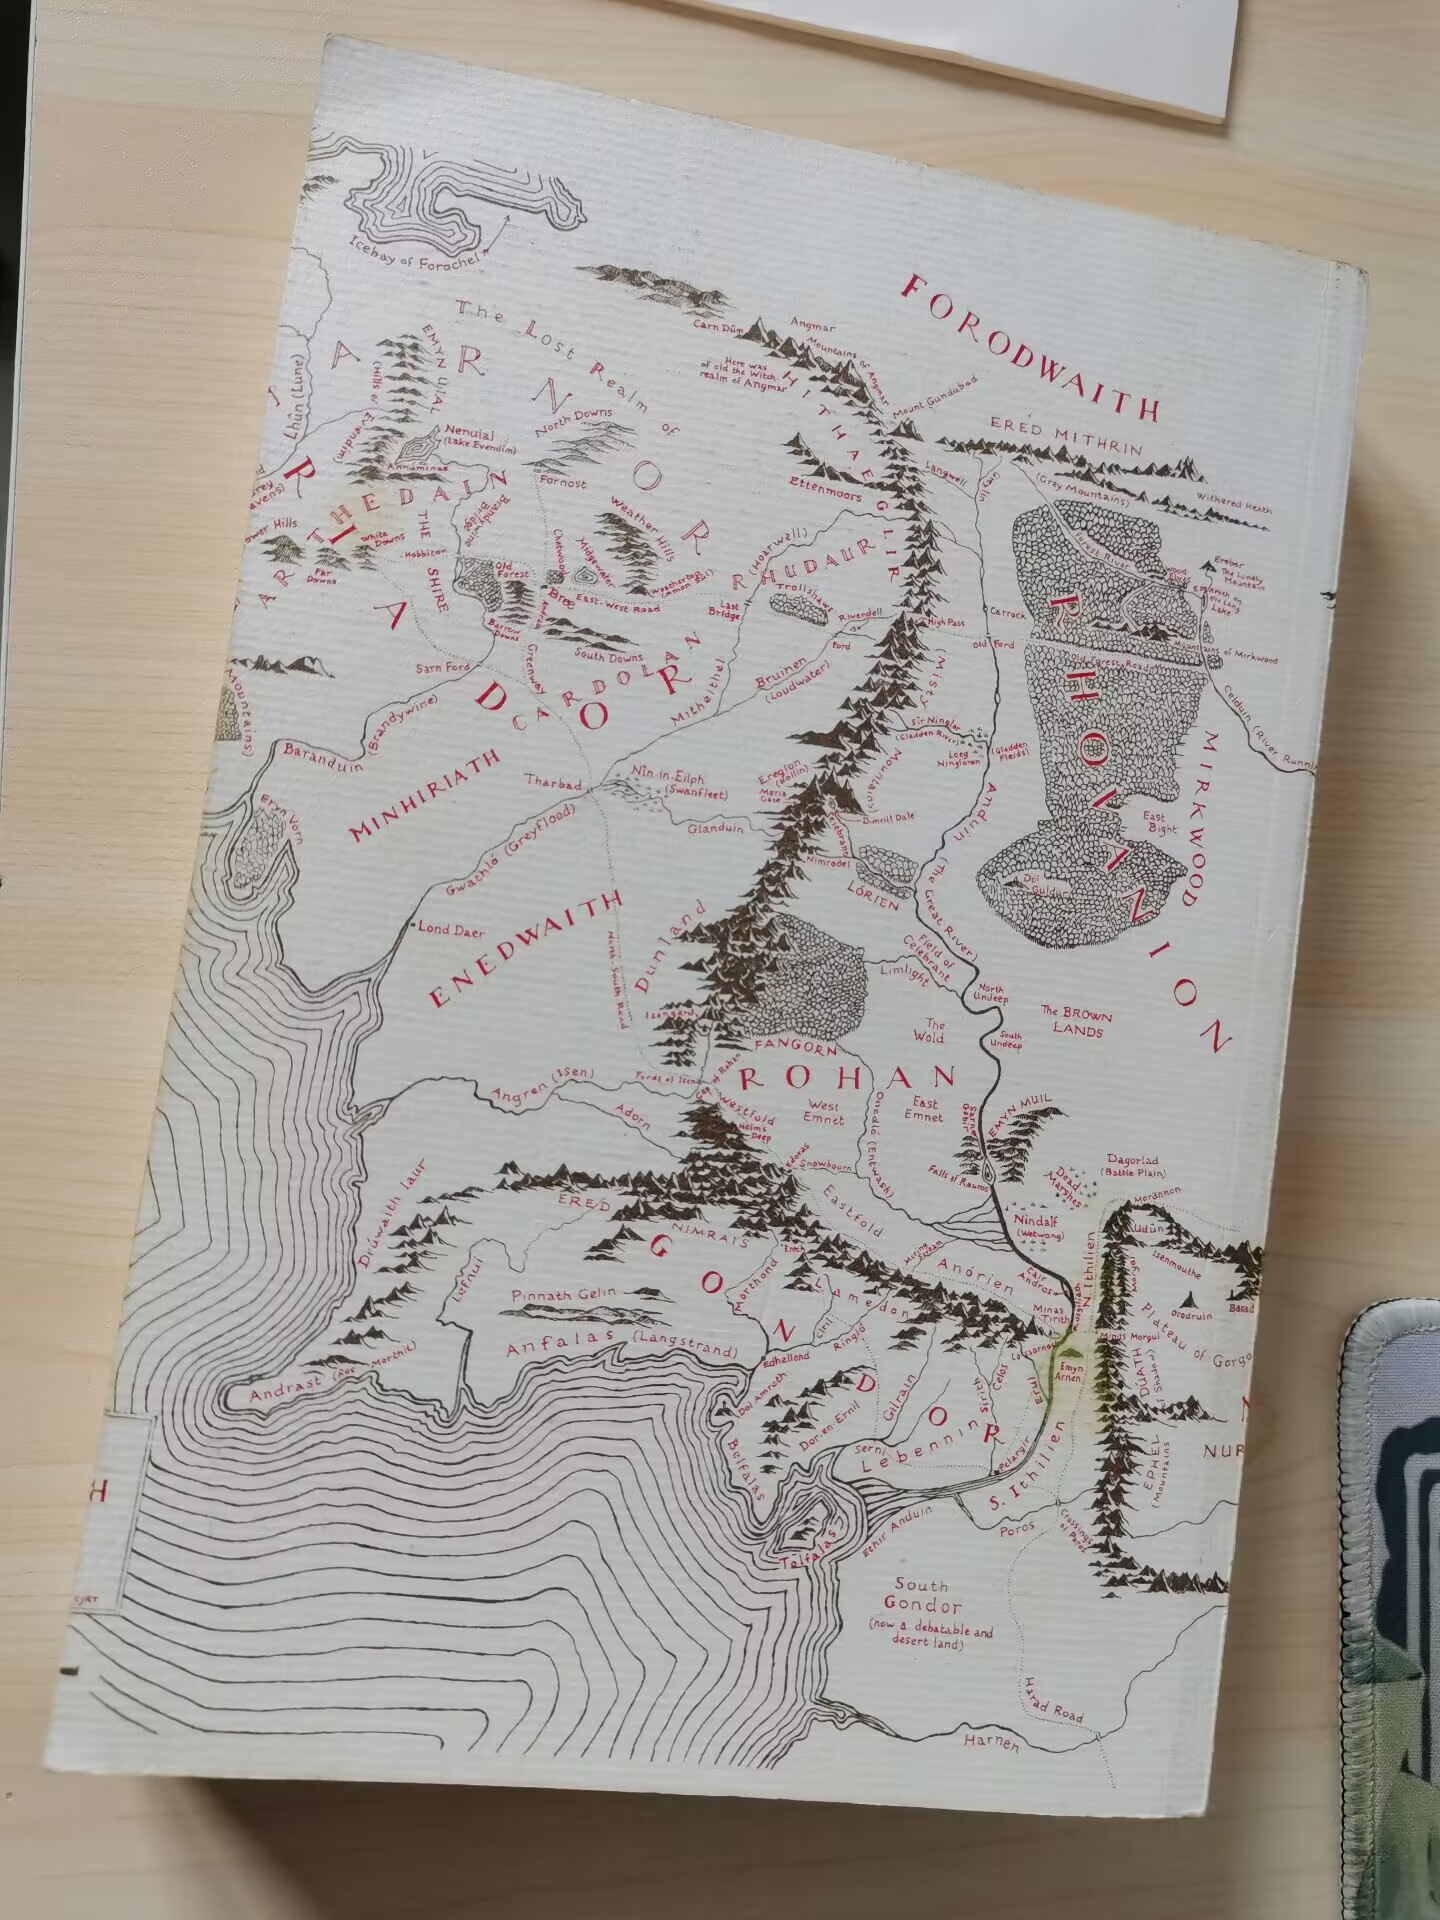 Icebay of Forochel
FORODWAITH
The Lost Realm of
ARNOR
Carn Dûm
Angmar
Mountains of Angmar
Here was
of old the Witch-
realm of Angmar
HITHAEGLIR
Mount Gundabad
ERED MITHRIN
(Grey Mountains)
Withered Heath
EMYN UIAL
(Hills of Evendim)
Lhûn (Lune)
Nenuial
(Lake Evendim)
Annúminas
North Downs
Fornost
ARTHEDAIN
Ettenmoors
Langwell
Greylin
Forest River
Erebor
The Lonely
Mountain
Esgaroth on
the Long
Lake
Wood
Elves
Tower Hills
White
Downs
Far
Downs
Hobbiton
THE SHIRE
Brandywine
Bridge
Old
Forest
Bree
Chetwood
Midgewater
Weather Hills
Weathertop
(Amon Sûl)
East-West Road
Last
Bridge
(Hoarwell)
RHUDAUR
Trollshaws
Rivendell
Ford
High Pass
Carrock
Old Ford
Old Forest Road
Mountains of Mirkwood
RHOVANION
Barrow
Downs
Andrath
Greenway
South Downs
Sarn Ford
CARDOLAN
Mitheithel
Bruinen
(Loudwater)
(Misty
Mountains)
Sîr Ninglor
(Gladden River)
Loeg
Ningloron
(Gladden
Fields)
Celduin (River Running)
MIRKWOOD
Mountains)
Baranduin
(Brandywine)
ERIADOR
MINHIRIATH
Eryn Vorn
Tharbad
Nîn-in-Eilph
(Swanfleet)
Glanduin
Eregion
(Hollin)
Moria
Gate
Dimrill Dale
Celebrant
Nimrodel
LÓRIEN
Anduin
(The Great River)
East
Bight
Dol
Guldur
Gwathló (Greyflood)
Lond Daer
ENEDWAITH
North-South Road
Dunland
Isengard
FANGORN
Field of
Celebrant
Limlight
North
Undeep
South
Undeep
The BROWN
LANDS
The
Wold
ROHAN
Angren (Isen)
Adorn
Fords of Isen
Gap of Rohan
Westfold
Helm's
Deep
West
Emnet
East
Emnet
Onodló (Entwash)
Sarn
Gebir
EMYN MUIL
Edoras
Snowbourn
Falls of Rauros
Dead
Marshes
Dagorlad
(Battle Plain)
Morannon
Udûn
Isenmouthe
Nindalf
(Wetwang)
Eastfold
Mering
Stream
Anórien
Cair
Andros
N. Ithilien
Drúwaith Iaur
ERED NIMRAIS
GONDOR
Erech
Morthond
Lamedon
Lefnui
Pinnath Gelin
Anfalas (Langstrand)
Andrast (Ras Morthil)
Edhellond
Ciril
Ringló
Minas
Tirith
Osgiliath
Minas Morgul
Morgai
Orodruin
Barad
Plateau of Gorgo
Lossarnach
Emyn
Arnen
Dol Amroth
Belfalas
Dor-en-Ernil
Gilrain
Serni
Lebennin
Celos
Sirith
Erui
Pelargir
S. Ithilien
EPHEL DÚATH
(Mountains
Shadow)
NUR
Tolfalas
Ethir Anduin
Poros
Crossings
of Poros
South
Gondor
(now a debatable and
desert land)
Harad Road
Harnen
H